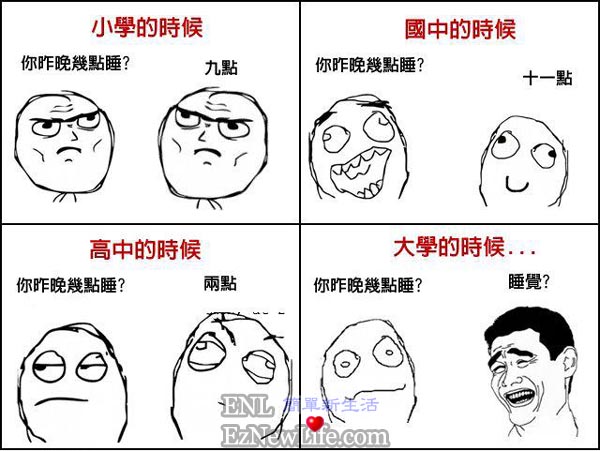 小學的時候
你昨晚幾點睡?
九點
國中的時候
你昨晚幾點睡?
十一點
高中的時候
你昨晚幾點睡?
兩點
大學的時候...
你昨晚幾點睡?
睡覺?
ENL 簡單新生活
EzNewLife.com